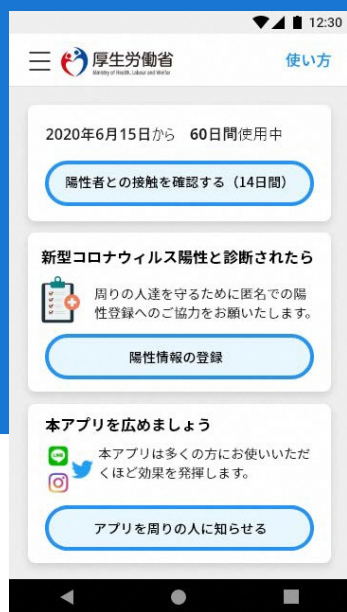 12:30
厚生労働省
Ministry of Health, Labour and Welfare
使い方
2020年6月15日から 60日間使用中
陽性者との接触を確認する（14日間）
新型コロナウィルス陽性と診断されたら
周りの人達を守るために匿名での陽
性登録へのご協力をお願いいたします。
陽性情報の登録
本アプリを広めましょう
LINE
本アプリは多くの方にお使いいただ
くほど効果を発揮します。
アプリを周りの人に知らせる